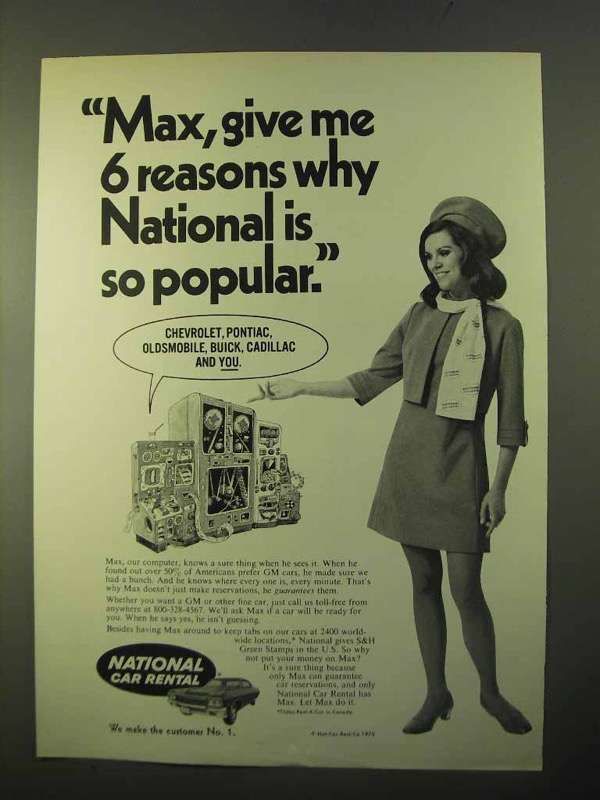 “Max, give me
6 reasons why
National is
so popular.”
CHEVROLET, PONTIAC,
OLDSMOBILE, BUICK, CADILLAC
AND YOU.
Max, our computer, knows a sure thing when he sees it. When he
found out over 50% of Americans prefer GM cars, he made sure we
had a bunch. And he knows where every one is, every minute. That's
why Max doesn't just make reservations, he guarantees them.
Whether you want a GM or other fine car, just call us toll-free from
anywhere at 800-328-4567. We'll ask Max if a car will be ready for
you. When he says yes, he isn't guessing.
Besides having Max around to keep tabs on our cars at 2400 world-
wide locations,* National gives S&H
Green Stamps in the U.S. So why
not put your money on Max?
It's a sure thing because
only Max can guarantee
car reservations, and only
National Car Rental has
Max. Let Max do it.
*Tilden Rent-A-Car in Canada
NATIONAL
CAR RENTAL
We make the customer No. 1.